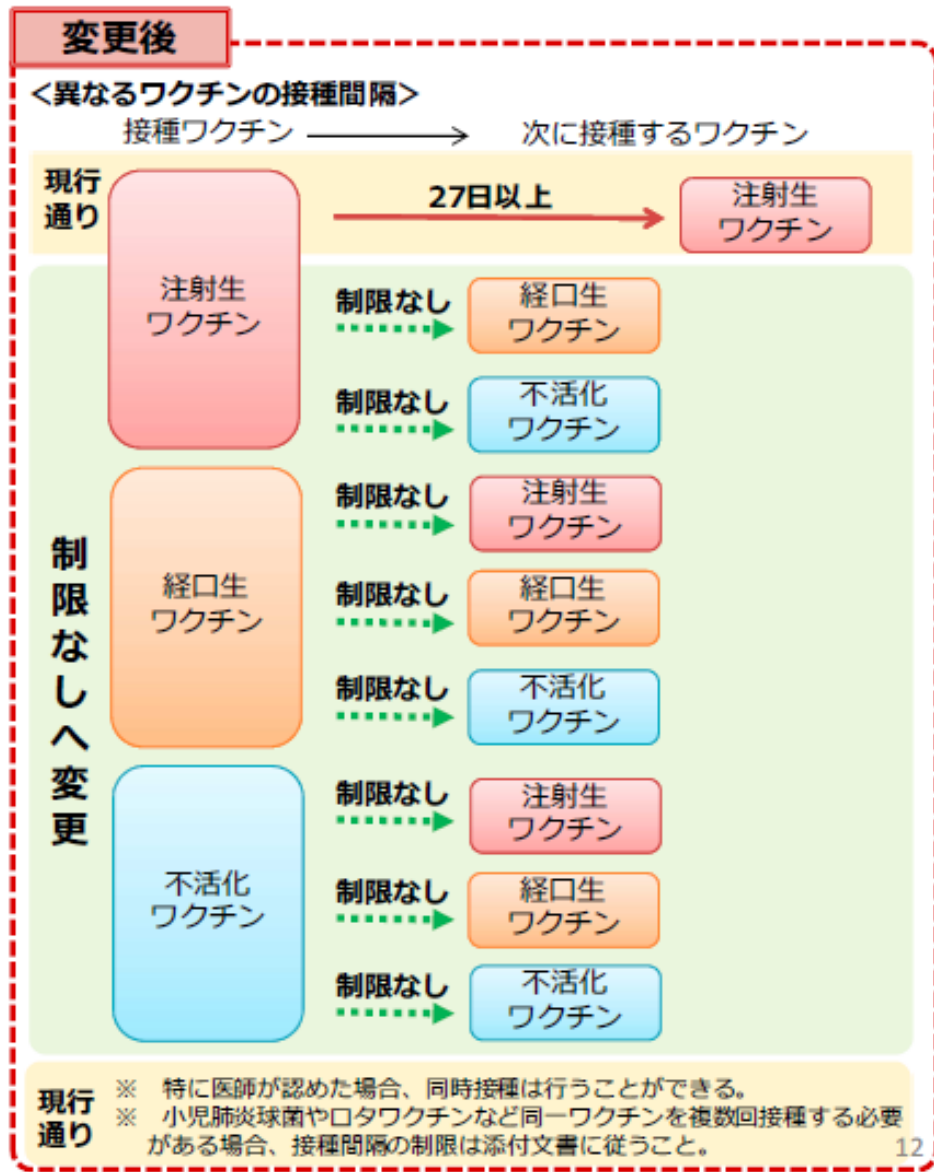 変更後
<異なるワクチンの接種間隔>
接種ワクチン
次に接種するワクチン
現行
通り
27日以上
注射生
ワクチン
注射生
ワクチン
制限なし
経口生
ワクチン
制限なし
不活化
ワクチン
制限なしへ変更
経口生
ワクチン
制限なし
注射生
ワクチン
制限なし
経口生
ワクチン
制限なし
不活化
ワクチン
不活化
ワクチン
制限なし
注射生
ワクチン
制限なし
経口生
ワクチン
制限なし
不活化
ワクチン
現行
通り
※ 特に医師が認めた場合、同時接種は行うことができる。
※ 小児肺炎球菌やロタワクチンなど同一ワクチンを複数回接種する必要
がある場合、接種間隔の制限は添付文書に従うこと。
12